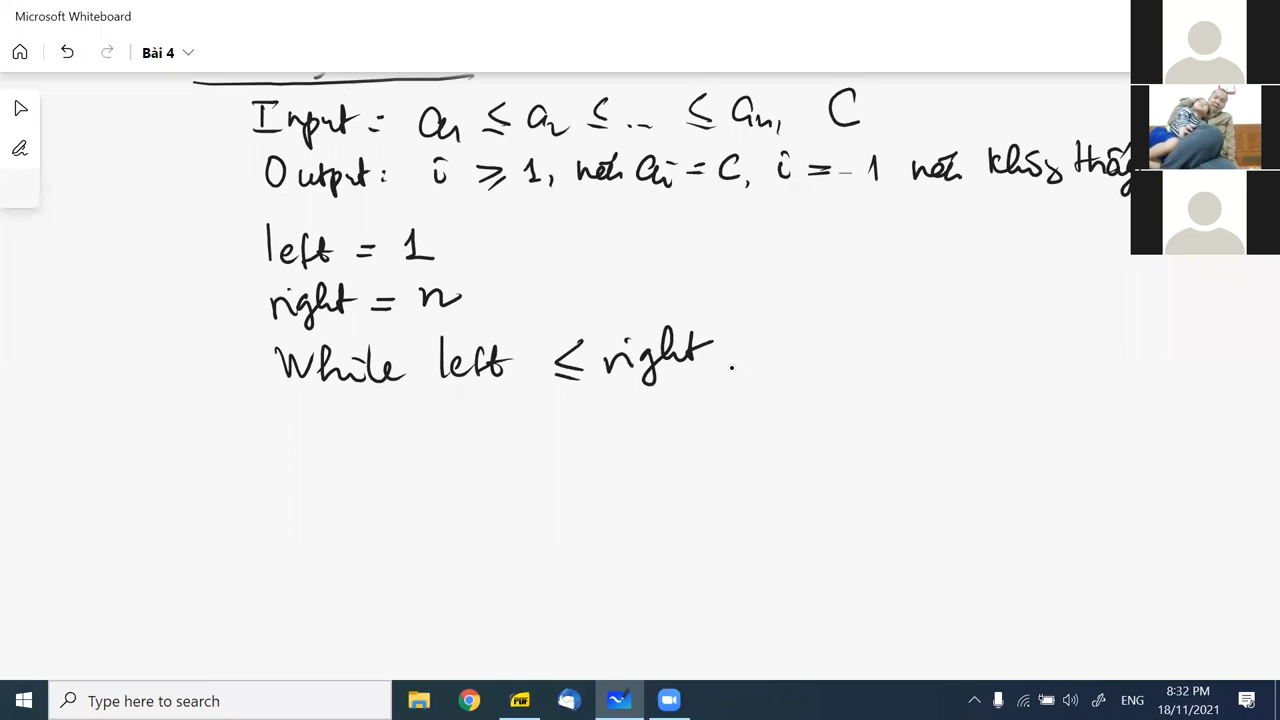 Microsoft Whiteboard
Bài 4
Input: a₁ ≤ a₂ ≤ ... ≤ aₙ, C
Output: i ≥ 1, nếu aᵢ = C, i = -1 nếu không thấy
left = 1
right = n
While left ≤ right
Type here to search
PDF
ENG
8:32 PM
18/11/2021